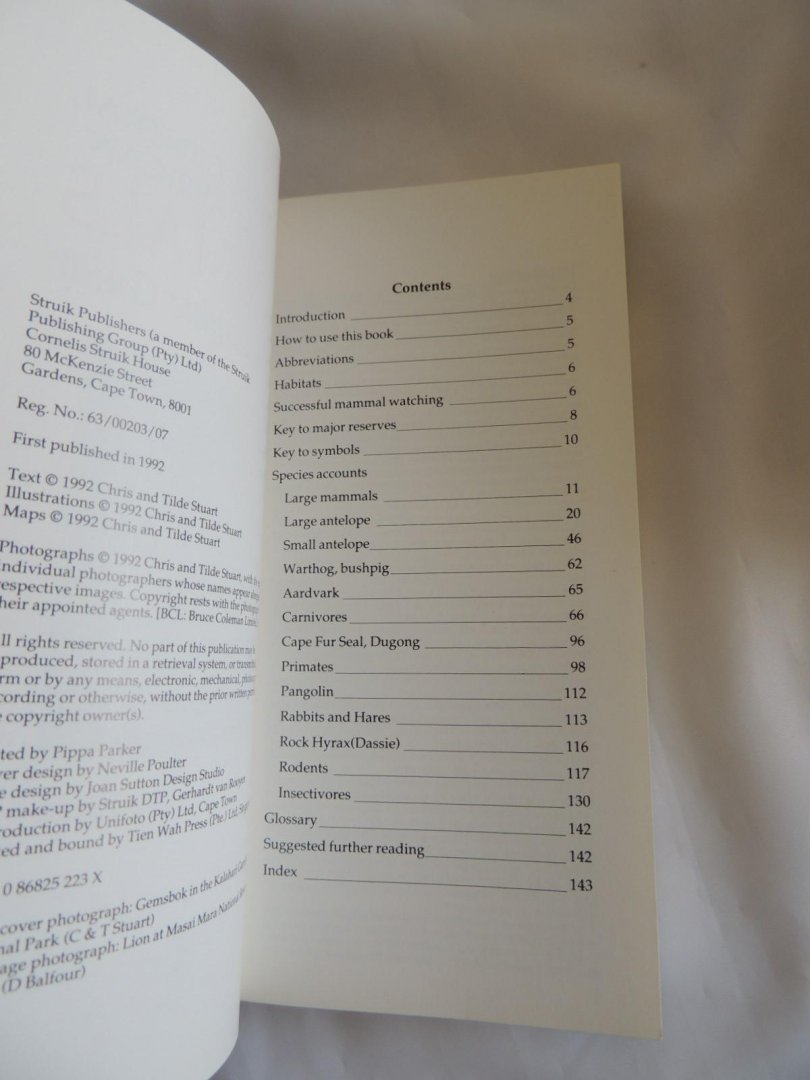 Struik Publishers (a member of the Struik
Publishing Group (Pty) Ltd)
Cornelis Struik House
80 McKenzie Street
Gardens, Cape Town, 8001
Reg. No.: 63/00203/07
First published in 1992
Text © 1992 Chris and Tilde Stuart
Illustrations © 1992 Chris and Tilde Stuart
Maps © 1992 Chris and Tilde Stuart
Photographs © 1992 Chris and Tilde Stuart, with the
individual photographers whose names appear
respective images. Copyright rests with the
their appointed agents. [BCL: Bruce Coleman
ll rights reserved. No part of this publication may
produced, stored in a retrieval system, or
rm or by any means, electronic, mechanical,
cording or otherwise, without the prior written
copyright owner(s).
ted by Pippa Parker
er design by Neville Poulter
e design by Joan Sutton Design Studio
P make-up by Struik DTP, Gerhardt van Rooyen
roduction by Unifoto (Pty) Ltd, Cape Town
ed and bound by Tien Wah Press (Pte.) Ltd,
0 86825 223 X
cover photograph: Gemsbok in the Kalahari
nal Park (C & T Stuart)
age photograph: Lion at Masai Mara National
(D Balfour)
Contents
Introduction 4
How to use this book 5
Abbreviations 5
Habitats 6
Successful mammal watching 6
Key to major reserves 8
Key to symbols 10
Species accounts
Large mammals 11
Large antelope 20
Small antelope 46
Warthog, bushpig 62
Aardvark 65
Carnivores 66
Cape Fur Seal, Dugong 96
Primates 98
Pangolin 112
Rabbits and Hares 113
Rock Hyrax(Dassie) 116
Rodents 117
Insectivores 130
Glossary 142
Suggested further reading 142
Index 143